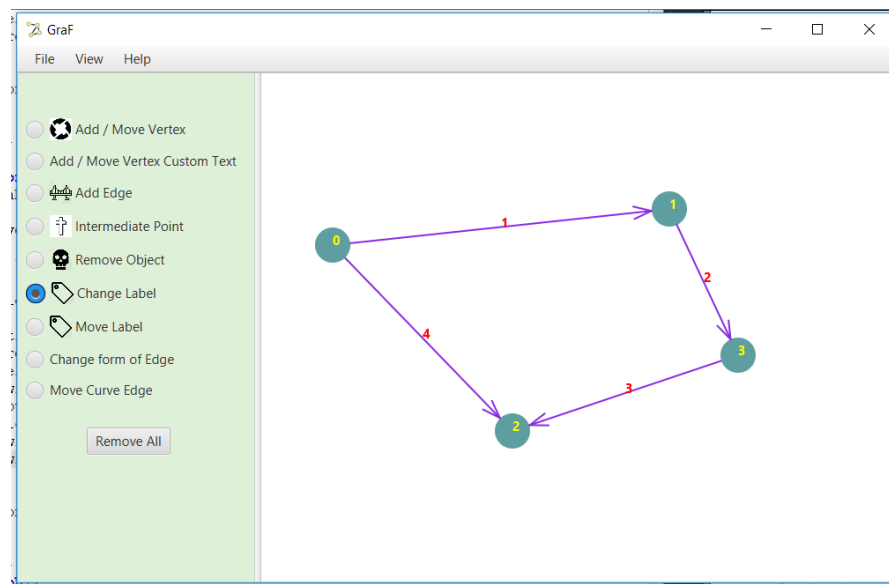 GraF
File View Help
Add / Move Vertex
Add / Move Vertex Custom Text
Add Edge
Intermediate Point
Remove Object
Change Label
Move Label
Change form of Edge
Move Curve Edge
Remove All
1
1
0
2
4
3
3
2